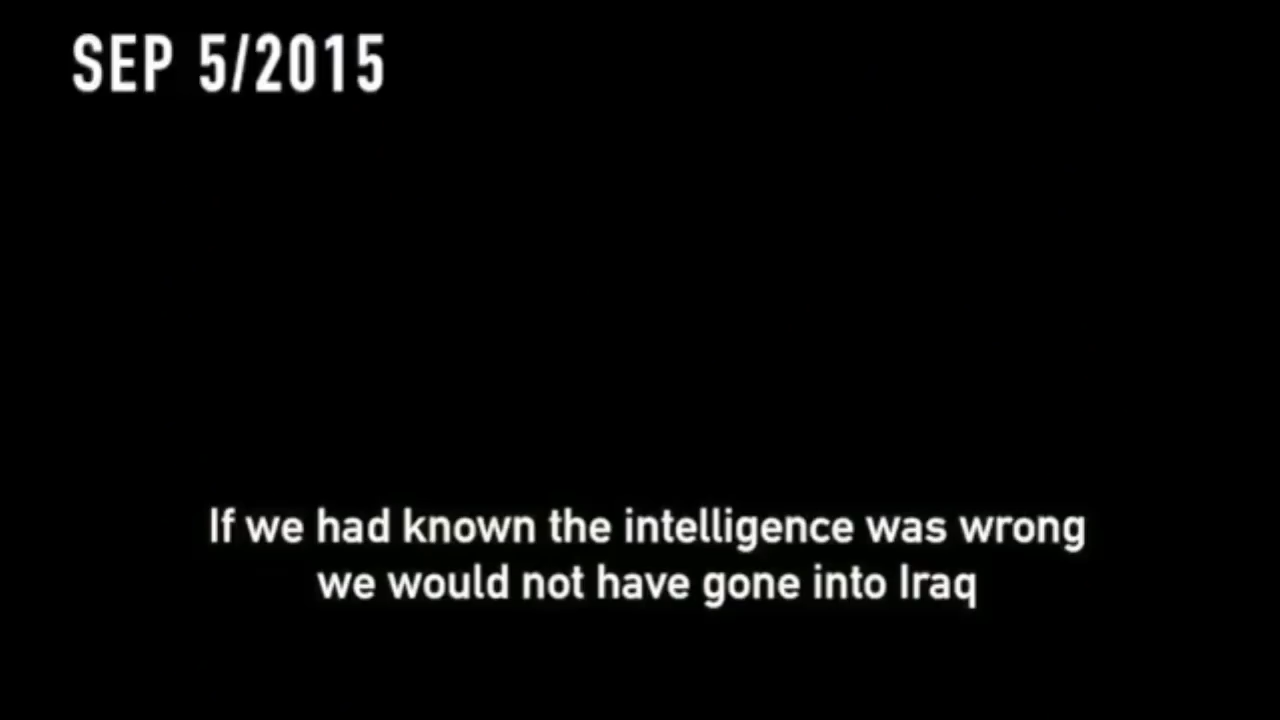 SEP 5/2015
If we had known the intelligence was wrong
we would not have gone into Iraq